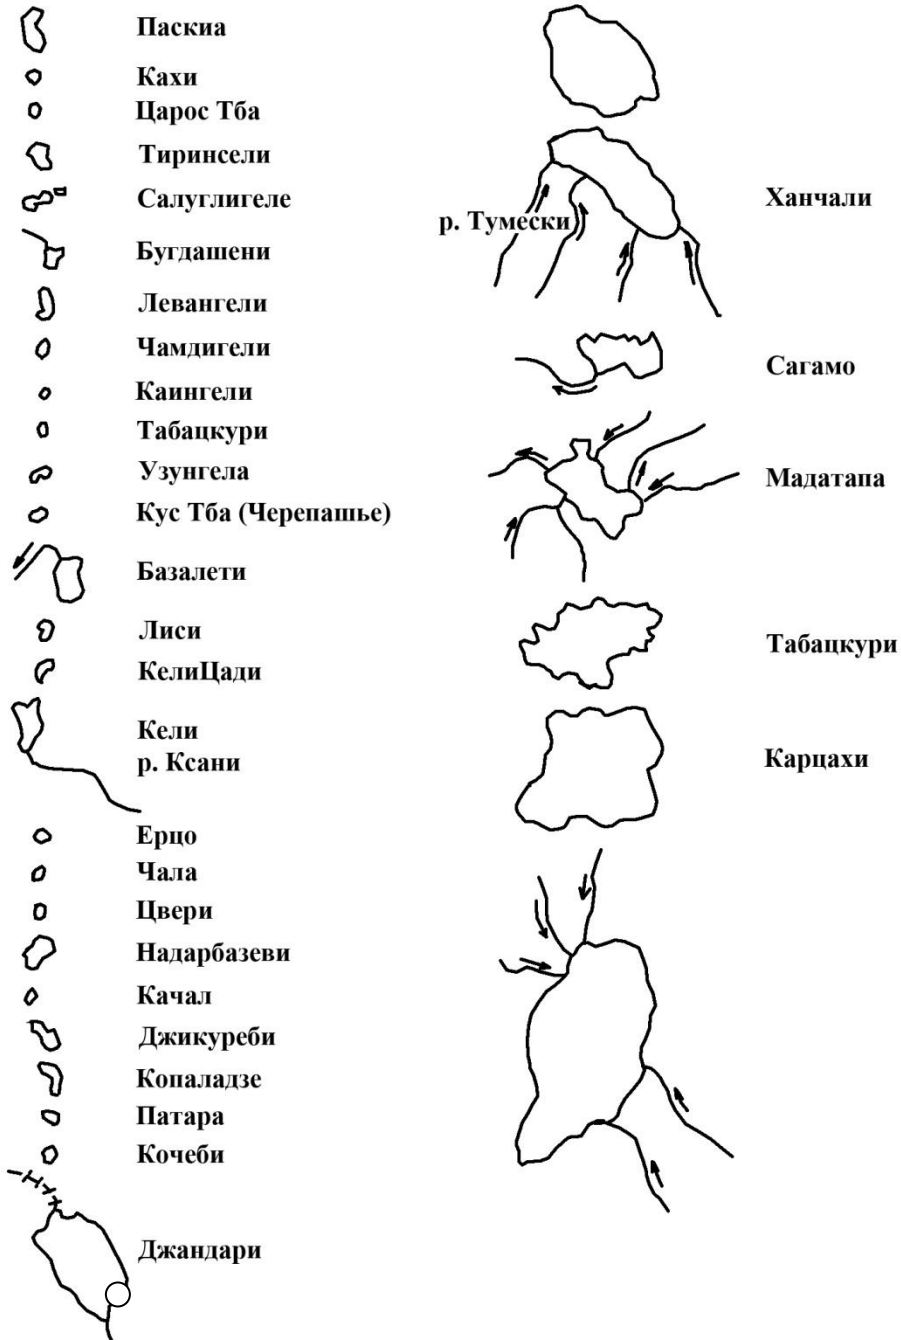 Паскиа
Кахи
Царос Тба
Тиринсели
Салуглигеле
Бугдашени
Левангели
Чамдигели
Каингели
Табацкури
Узунгела
Кус Тба (Черепашье)
Базалети
Лиси
КелиЦади
Кели
р. Ксани
Ерцо
Чала
Цвери
Надарбазеви
Качал
Джикуреби
Копаладзе
Патара
Кочеби
Джандари
р. Тумески
Ханчали
Сагамо
Мадатапа
Табацкури
Карцахи